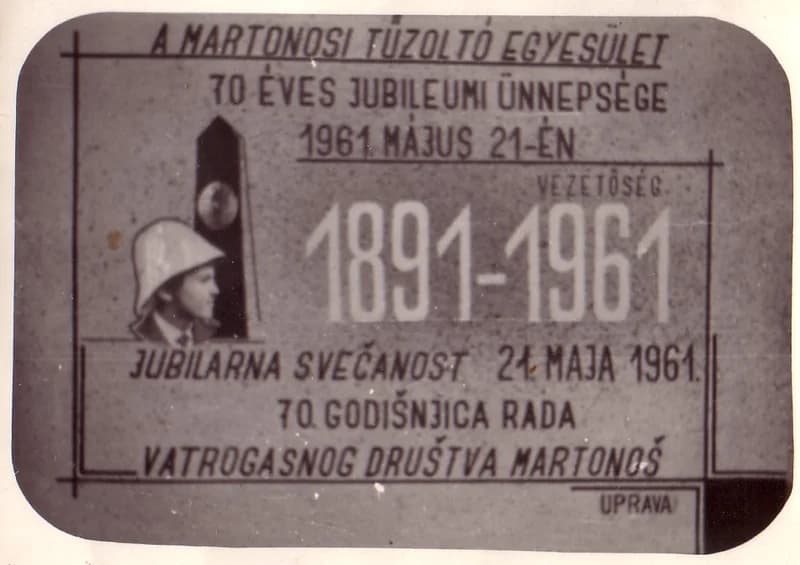 A MARTONOSI TŰZOLTÓ EGYESÜLET
70 ÉVES JUBILEUMI ÜNNEPSÉGE
1961. MÁJUS 21-ÉN
VEZETŐSÉG
1891-1961
JUBILARNA SVEČANOST 21. MAJA 1961.
70. GODIŠNJICA RADA
VATROGASNOG DRUŠTVA MARTONOŠ
UPRAVA